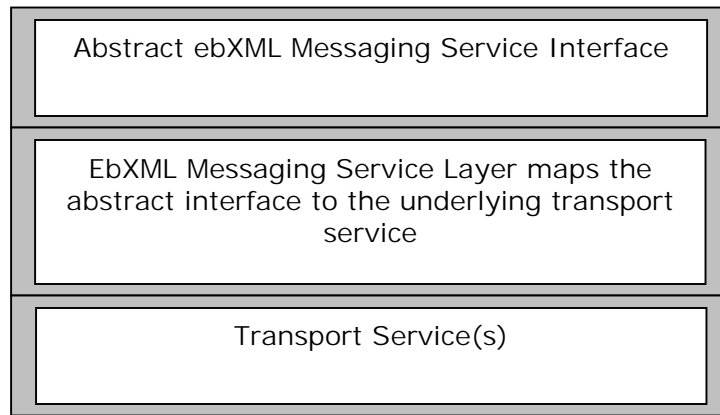 Abstract ebXML Messaging Service Interface
EbXML Messaging Service Layer maps the
abstract interface to the underlying transport
service
Transport Service(s)